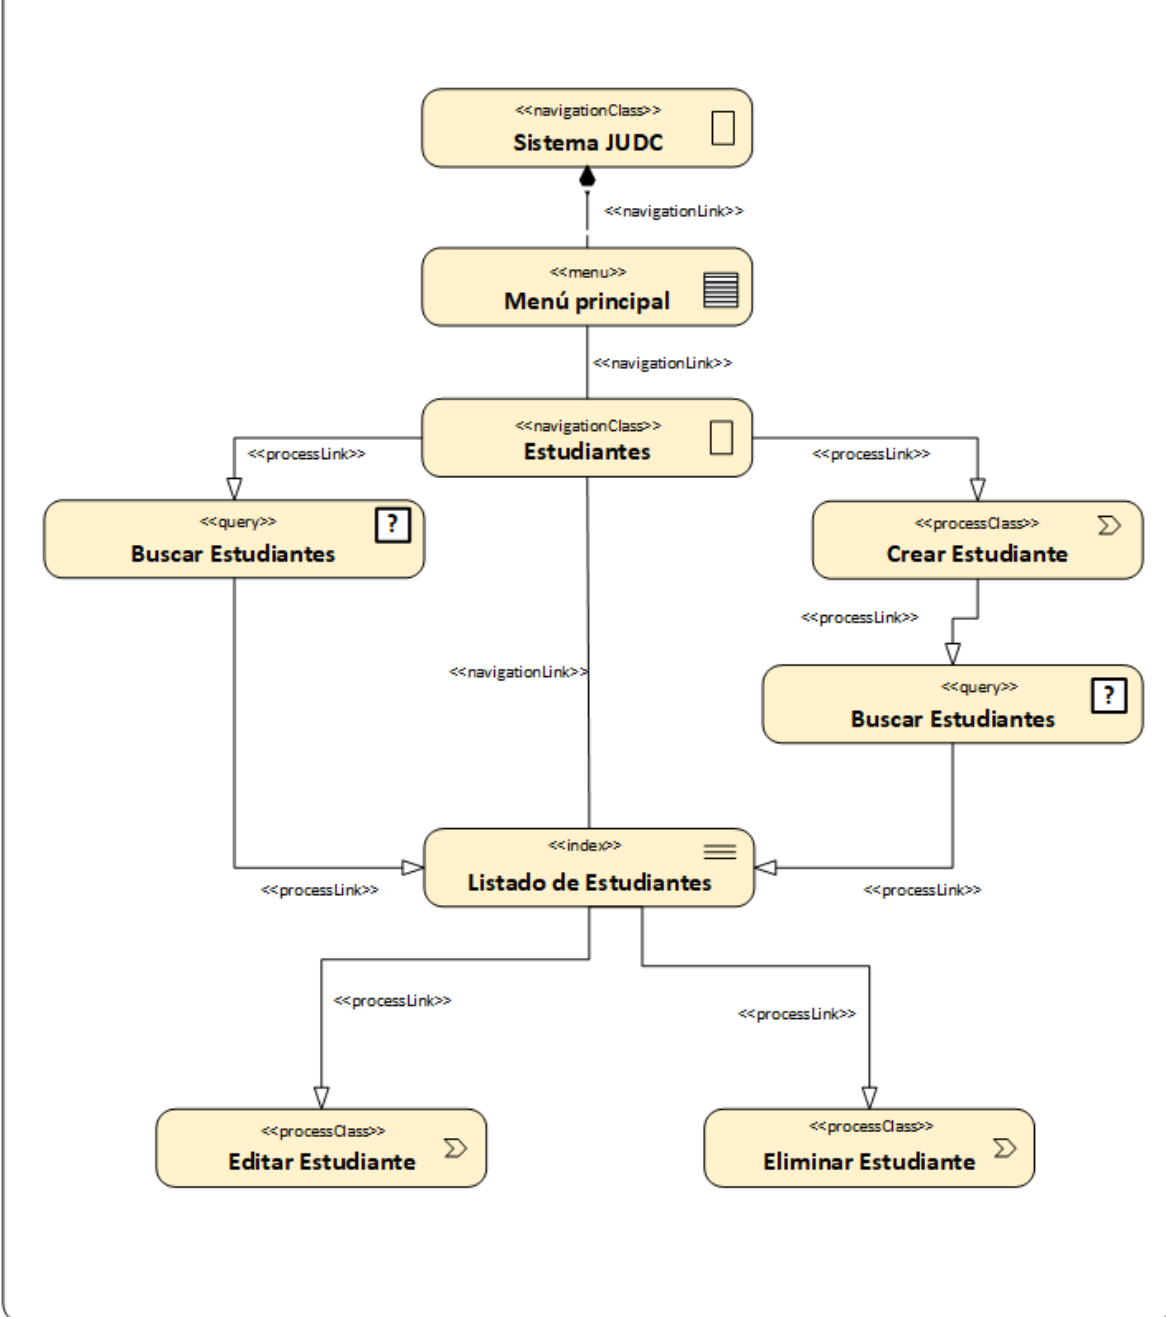 <<navigationClass>>
Sistema JUDC
<<navigationLink>>
<<menu>>
Menú principal
<<navigationLink>>
<<navigationClass>>
Estudiantes
<<processLink>>
<<processLink>>
<<query>>
?
Buscar Estudiantes
<<processClass>>
Crear Estudiante
<<processLink>>
<<navigationLink>>
<<query>>
?
Buscar Estudiantes
<<index>>
Listado de Estudiantes
<<processLink>>
<<processLink>>
<<processLink>>
<<processLink>>
<<processClass>>
Editar Estudiante
<<processClass>>
Eliminar Estudiante